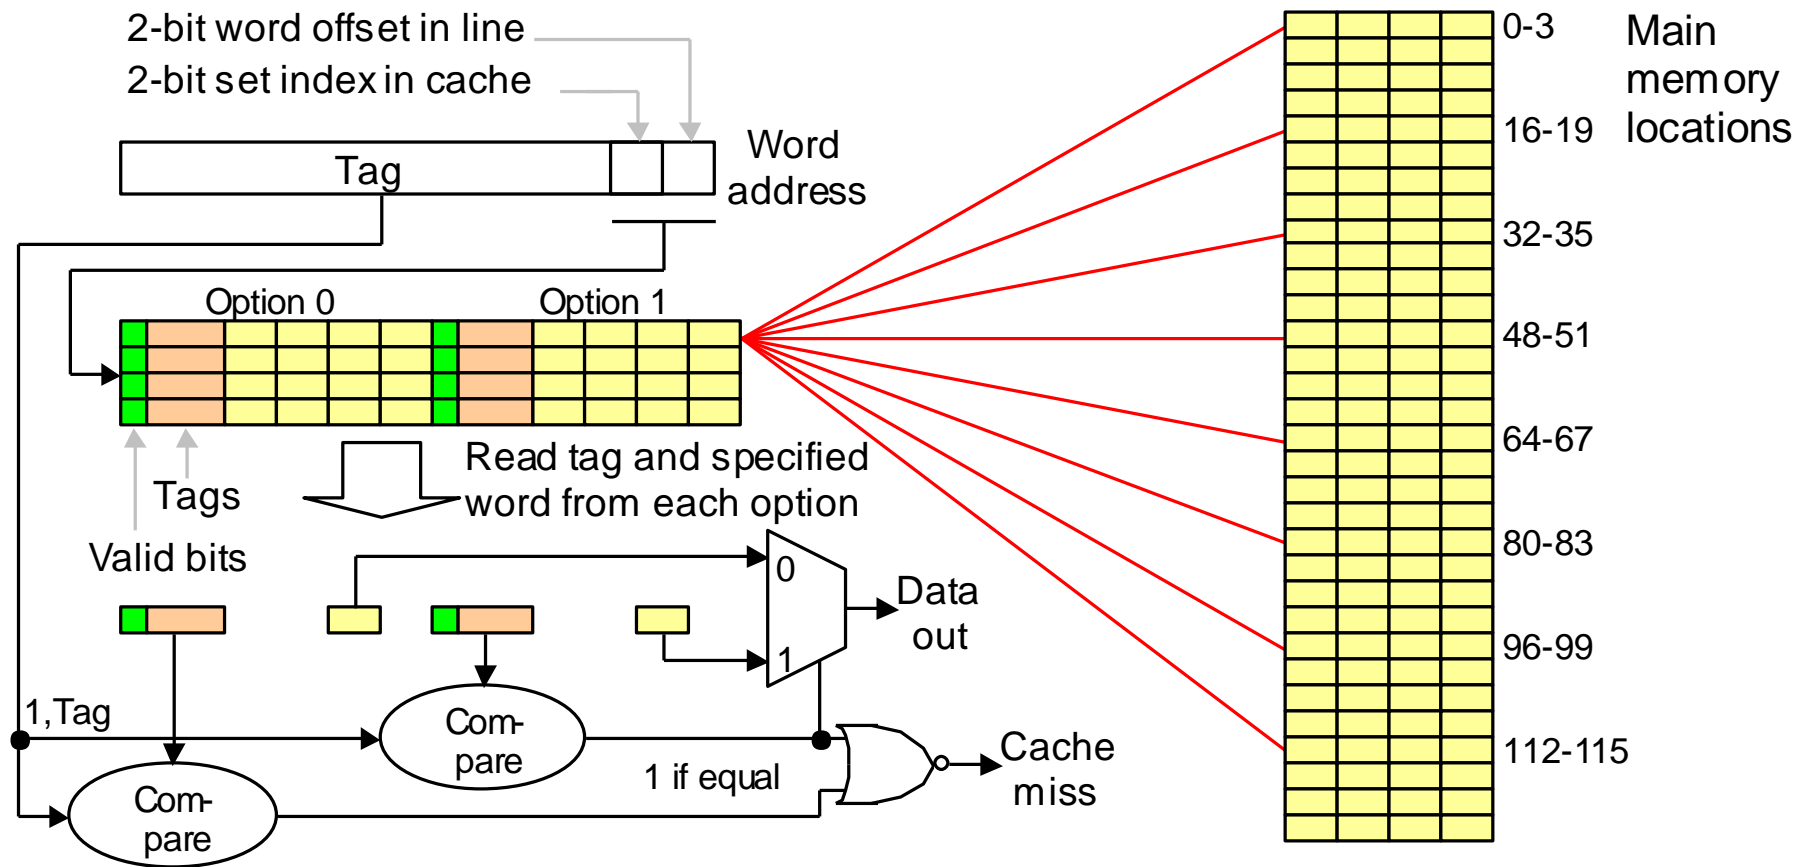 2-bit word offset in line
2-bit set index in cache
Tag
Word
address
Option 0
Option 1
Tags
Valid bits
Read tag and specified
word from each option
0
1
Data
out
1,Tag
Com-
pare
Com-
pare
1 if equal
Cache
miss
0-3
16-19
32-35
48-51
64-67
80-83
96-99
112-115
Main
memory
locations